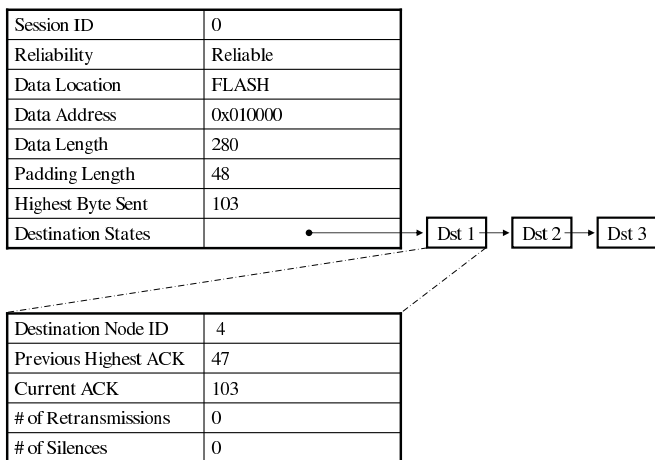 Session ID 0
Reliability Reliable
Data Location FLASH
Data Address 0x010000
Data Length 280
Padding Length 48
Highest Byte Sent 103
Destination States Dst 1 Dst 2 Dst 3
Destination Node ID 4
Previous Highest ACK 47
Current ACK 103
# of Retransmissions 0
# of Silences 0